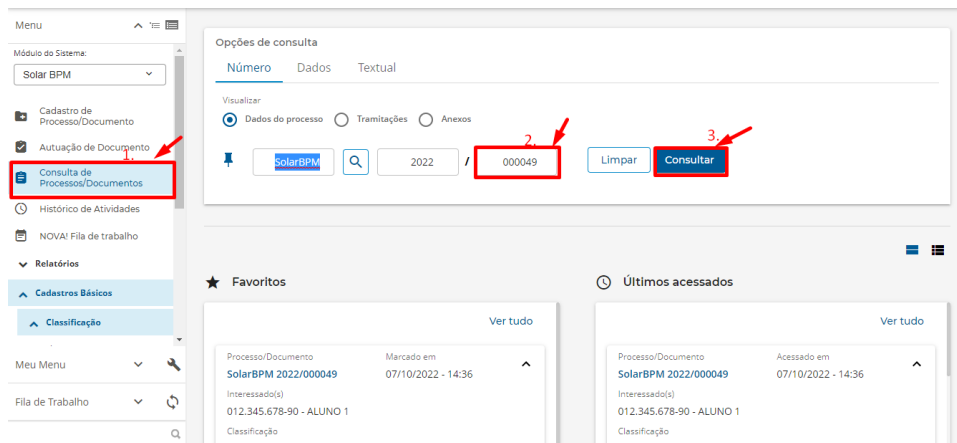 Menu
Módulo do Sistema:
Solar BPM
Cadastro de
Processo/Documento
Autuação de Documento
1.
Consulta de
Processos/Documentos
Histórico de Atividades
NOVA! Fila de trabalho
Relatórios
Cadastros Básicos
Classificação
Meu Menu
Fila de Trabalho
Opções de consulta
Número Dados Textual
Visualizar
Dados do processo Tramitações Anexos
2. 3.
SolarBPM 2022 / 000049 Limpar Consultar
Favoritos
Ver tudo
Processo/Documento Marcado em
SolarBPM 2022/000049 07/10/2022 - 14:36
Interessado(s)
012.345.678-90 - ALUNO 1
Classificação
Últimos acessados
Ver tudo
Processo/Documento Acessado em
SolarBPM 2022/000049 07/10/2022 - 14:36
Interessado(s)
012.345.678-90 - ALUNO 1
Classificação